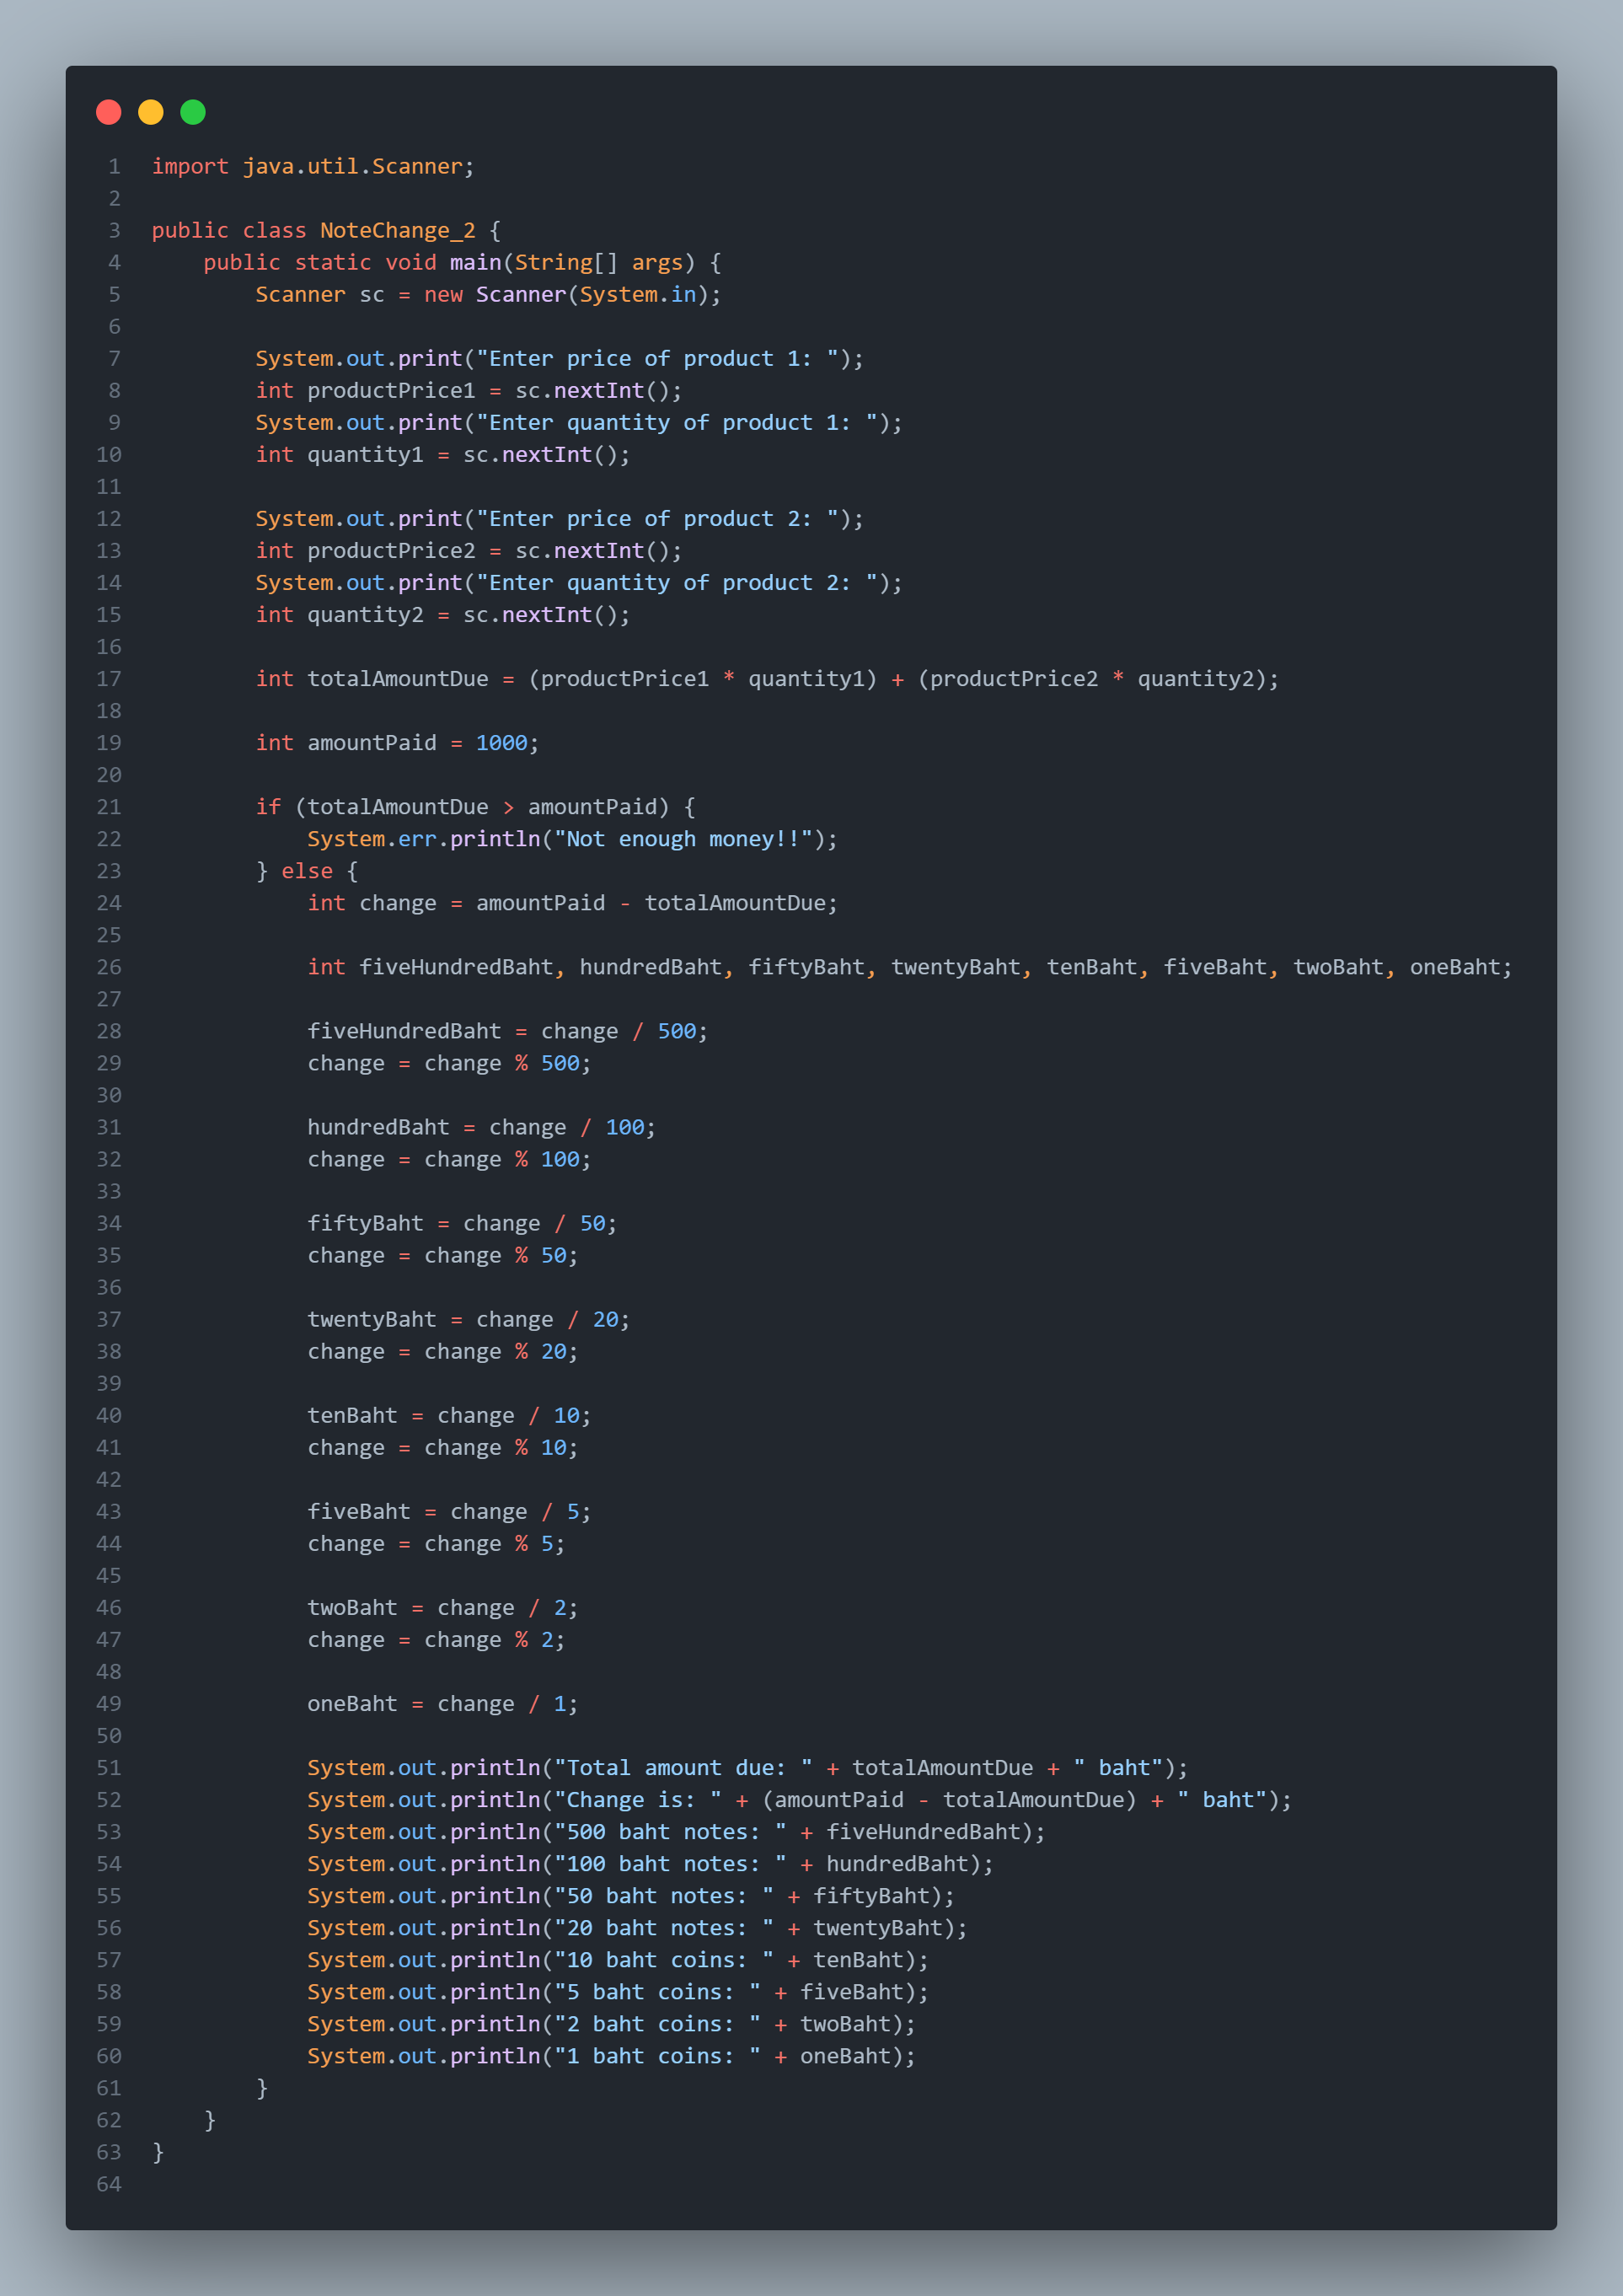 1 import java.util.Scanner;
2
3 public class NoteChange_2 {
4     public static void main(String[] args) {
5         Scanner sc = new Scanner(System.in);
6
7         System.out.print("Enter price of product 1: ");
8         int productPrice1 = sc.nextInt();
9         System.out.print("Enter quantity of product 1: ");
10         int quantity1 = sc.nextInt();
11
12         System.out.print("Enter price of product 2: ");
13         int productPrice2 = sc.nextInt();
14         System.out.print("Enter quantity of product 2: ");
15         int quantity2 = sc.nextInt();
16
17         int totalAmountDue = (productPrice1 * quantity1) + (productPrice2 * quantity2);
18
19         int amountPaid = 1000;
20
21         if (totalAmountDue > amountPaid) {
22             System.err.println("Not enough money!!");
23         } else {
24             int change = amountPaid - totalAmountDue;
25
26             int fiveHundredBaht, hundredBaht, fiftyBaht, twentyBaht, tenBaht, fiveBaht, twoBaht, oneBaht;
27
28             fiveHundredBaht = change / 500;
29             change = change % 500;
30
31             hundredBaht = change / 100;
32             change = change % 100;
33
34             fiftyBaht = change / 50;
35             change = change % 50;
36
37             twentyBaht = change / 20;
38             change = change % 20;
39
40             tenBaht = change / 10;
41             change = change % 10;
42
43             fiveBaht = change / 5;
44             change = change % 5;
45
46             twoBaht = change / 2;
47             change = change % 2;
48
49             oneBaht = change / 1;
50
51             System.out.println("Total amount due: " + totalAmountDue + " baht");
52             System.out.println("Change is: " + (amountPaid - totalAmountDue) + " baht");
53             System.out.println("500 baht notes: " + fiveHundredBaht);
54             System.out.println("100 baht notes: " + hundredBaht);
55             System.out.println("50 baht notes: " + fiftyBaht);
56             System.out.println("20 baht notes: " + twentyBaht);
57             System.out.println("10 baht coins: " + tenBaht);
58             System.out.println("5 baht coins: " + fiveBaht);
59             System.out.println("2 baht coins: " + twoBaht);
60             System.out.println("1 baht coins: " + oneBaht);
61         }
62     }
63 }
64